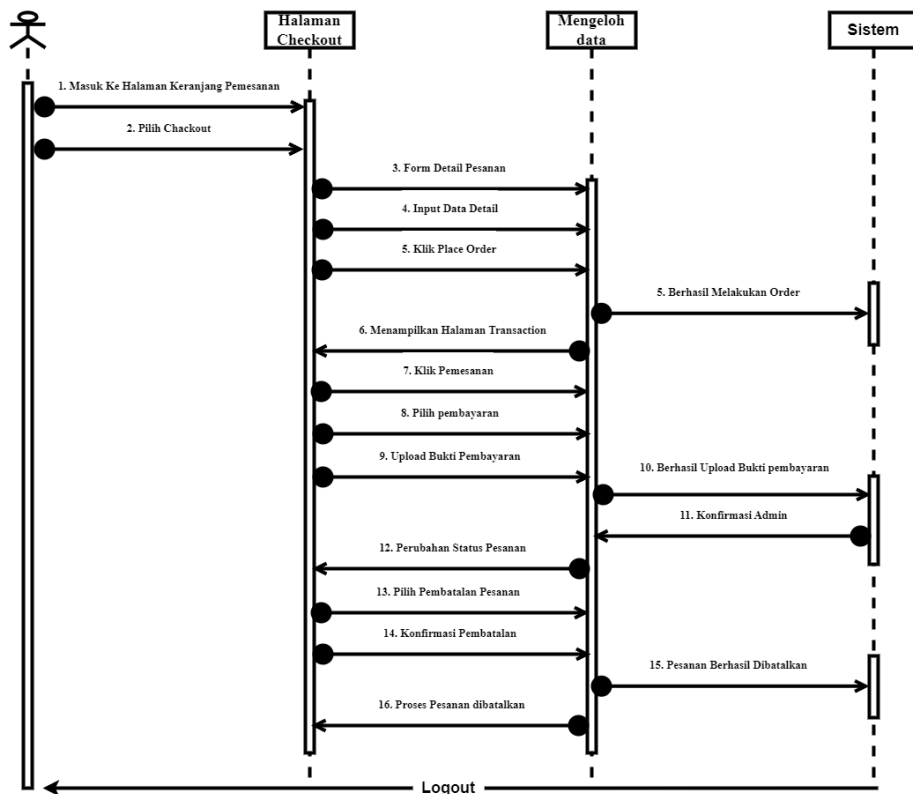 Halaman
Checkout
Mengeloh
data
Sistem
1. Masuk Ke Halaman Keranjang Pemesanan
2. Pilih Chackout
3. Form Detail Pesanan
4. Input Data Detail
5. Klik Place Order
5. Berhasil Melakukan Order
6. Menampilkan Halaman Transaction
7. Klik Pemesanan
8. Pilih pembayaran
9. Upload Bukti Pembayaran
10. Berhasil Upload Bukti pembayaran
11. Konfirmasi Admin
12. Perubahan Status Pesanan
13. Pilih Pembatalan Pesanan
14. Konfirmasi Pembatalan
15. Pesanan Berhasil Dibatalkan
16. Proses Pesanan dibatalkan
Logout